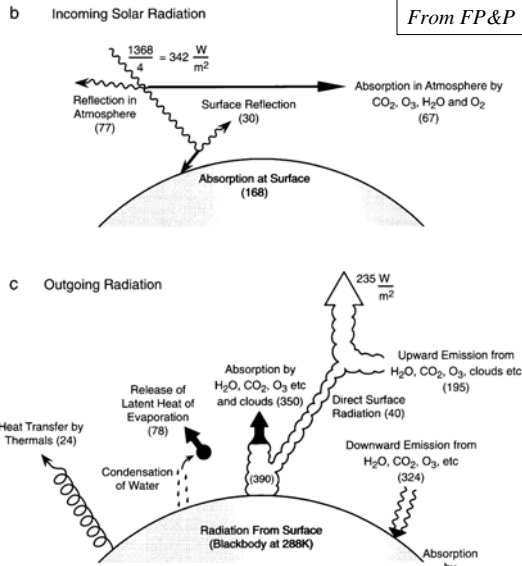 From FP&P
b Incoming Solar Radiation
1368
4
= 342 W
m2
Reflection in
Atmosphere
(77)
Surface Reflection
(30)
Absorption in Atmosphere by
CO2, O3, H2O and O2
(67)
Absorption at Surface
(168)
c Outgoing Radiation
235 W
m2
Upward Emission from
H2O, CO2, O3, clouds etc
(195)
Absorption by
H2O, CO2, O3 etc
and clouds (350)
Direct Surface
Radiation (40)
Release of
Latent Heat of
Evaporation
(78)
Heat Transfer by
Thermals (24)
Condensation
of Water
(390)
Downward Emission from
H2O, CO2, O3, etc
(324)
Radiation From Surface
(Blackbody at 288K)
Absorption
by